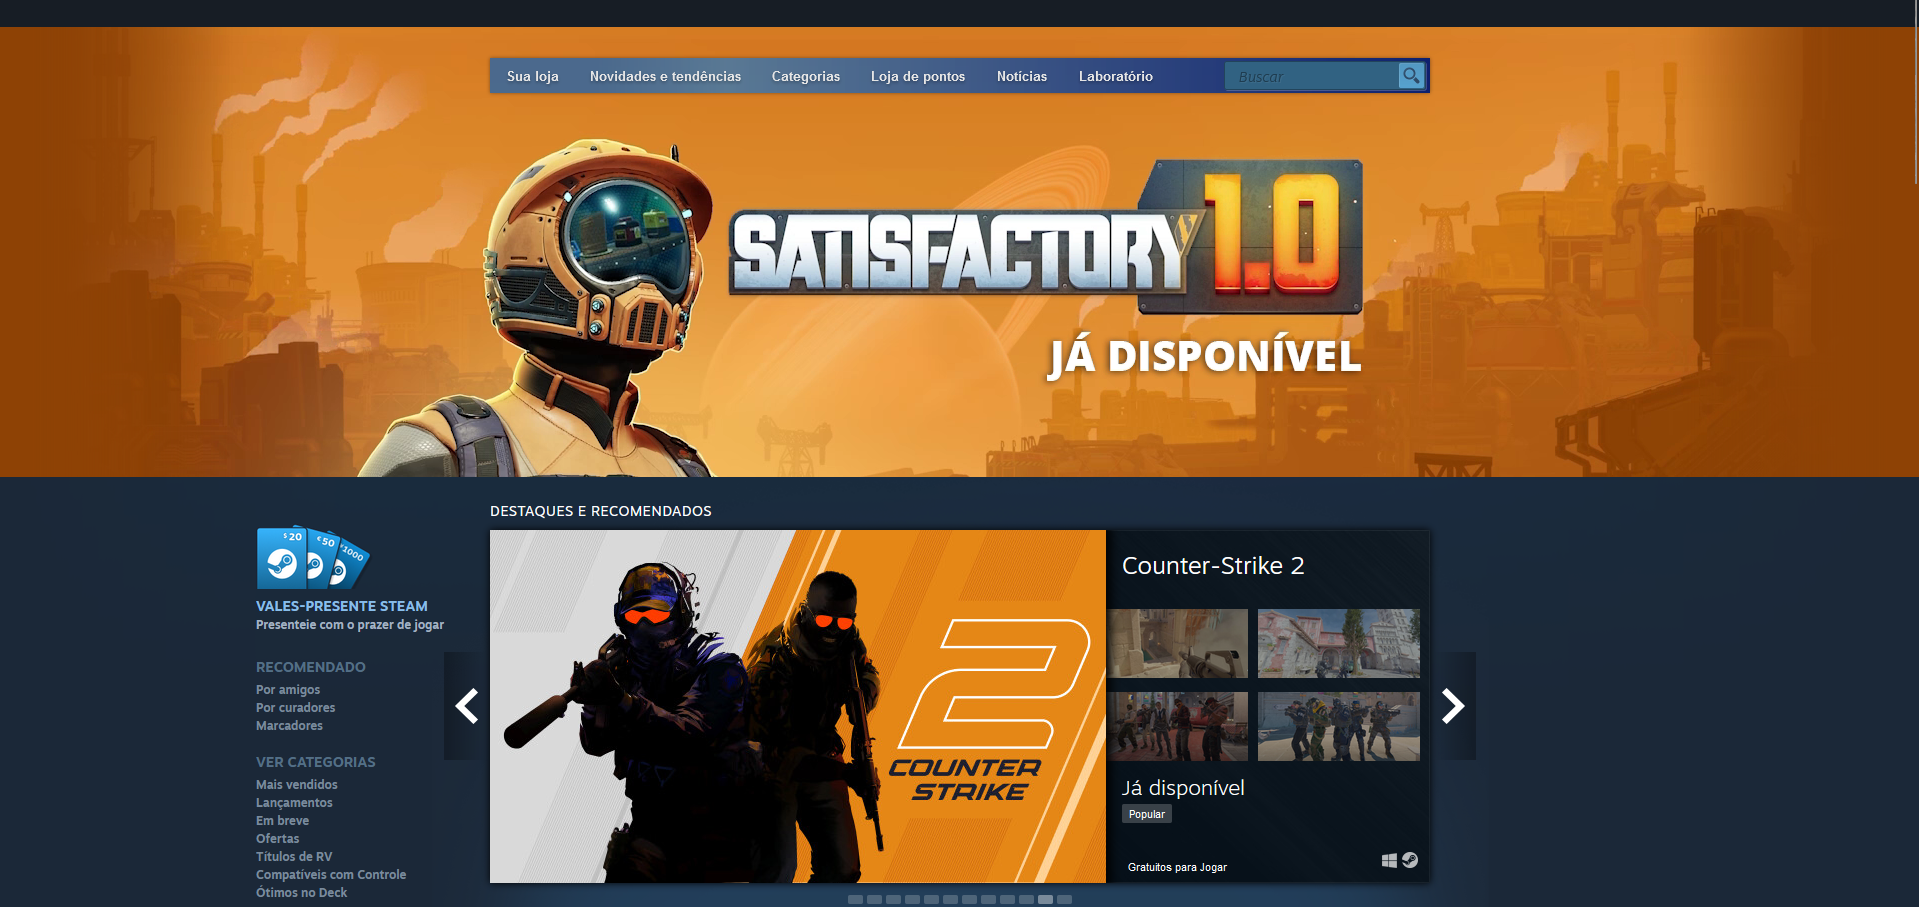 Sua loja
Novidades e tendências
Categorias
Loja de pontos
Notícias
Laboratório
Buscar
SATISFACTORY 1.0
JÁ DISPONÍVEL
$ 20
€ 50
1000
VALES-PRESENTE STEAM
Presenteie com o prazer de jogar
RECOMENDADO
Por amigos
Por curadores
Marcadores
VER CATEGORIAS
Mais vendidos
Lançamentos
Em breve
Ofertas
Títulos de RV
Compatíveis com Controle
Ótimos no Deck
DESTAQUES E RECOMENDADOS
2
COUNTER
STRIKE
Counter-Strike 2
Já disponível
Popular
Gratuitos para Jogar